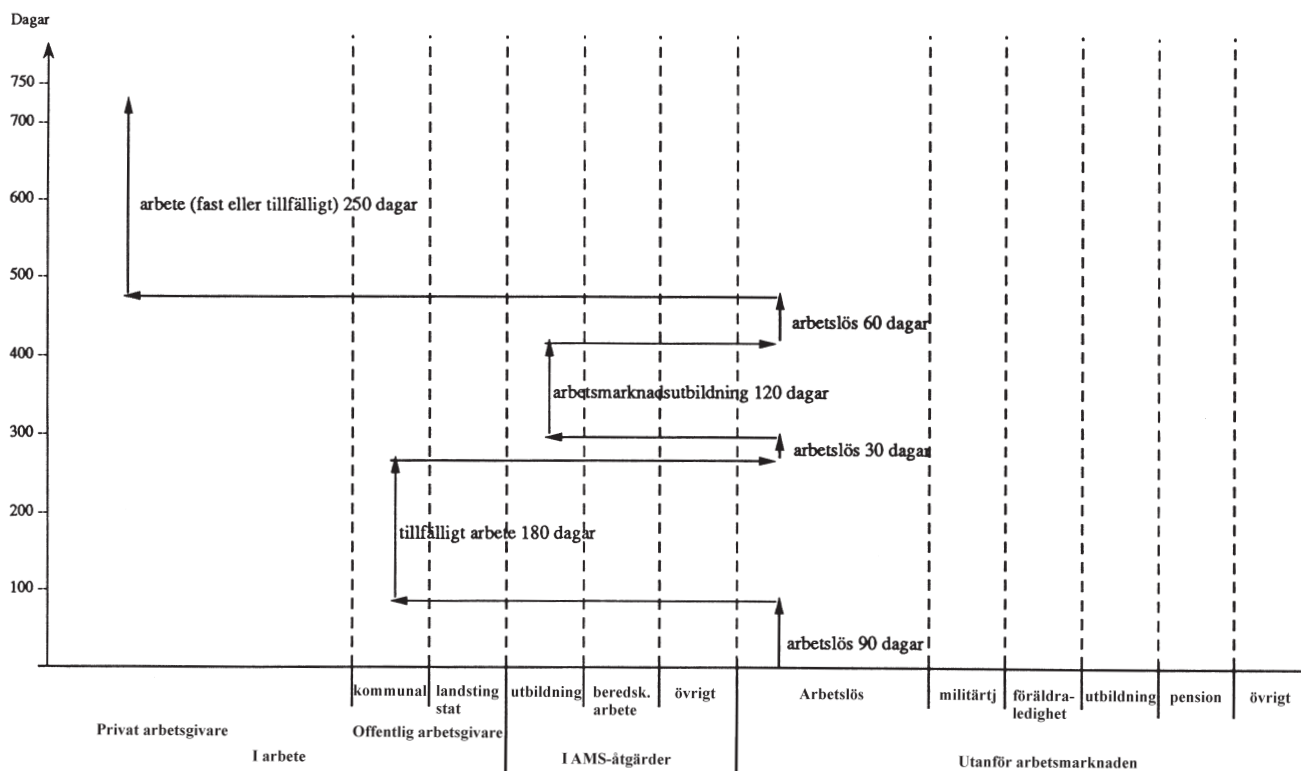 Dagar
750
700
arbete (fast eller tillfälligt) 250 dagar
600
500
arbetslös 60 dagar
400
arbetsmarknadsutbildning 120 dagar
300
arbetslös 30 dagar
200
tillfälligt arbete 180 dagar
100
arbetslös 90 dagar
kommunal landsting utbildning beredsk. övrigt Arbetslös militärtj föräldra- utbildning pension övrigt
stat arbete ledighet
Privat arbetsgivare Offentlig arbetsgivare
I arbete I AMS-åtgärder Utanför arbetsmarknaden